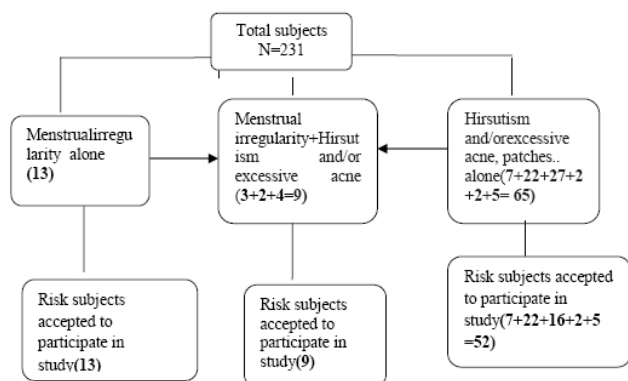 Total subjects
N=231
Menstrualirregu
larity alone
(13)
Menstrual
irregularity+Hirsut
ism and/or
excessive acne
(3+2+4=9)
Hirsutism
and/orexcessive
acne, patches..
alone(7+22+27+2
+2+5= 65)
Risk subjects
accepted to
participate in
study(13)
Risk subjects
accepted to
participate in
study(9)
Risk subjects accepted
to participate in
study(7+22+16+2+5
=52)